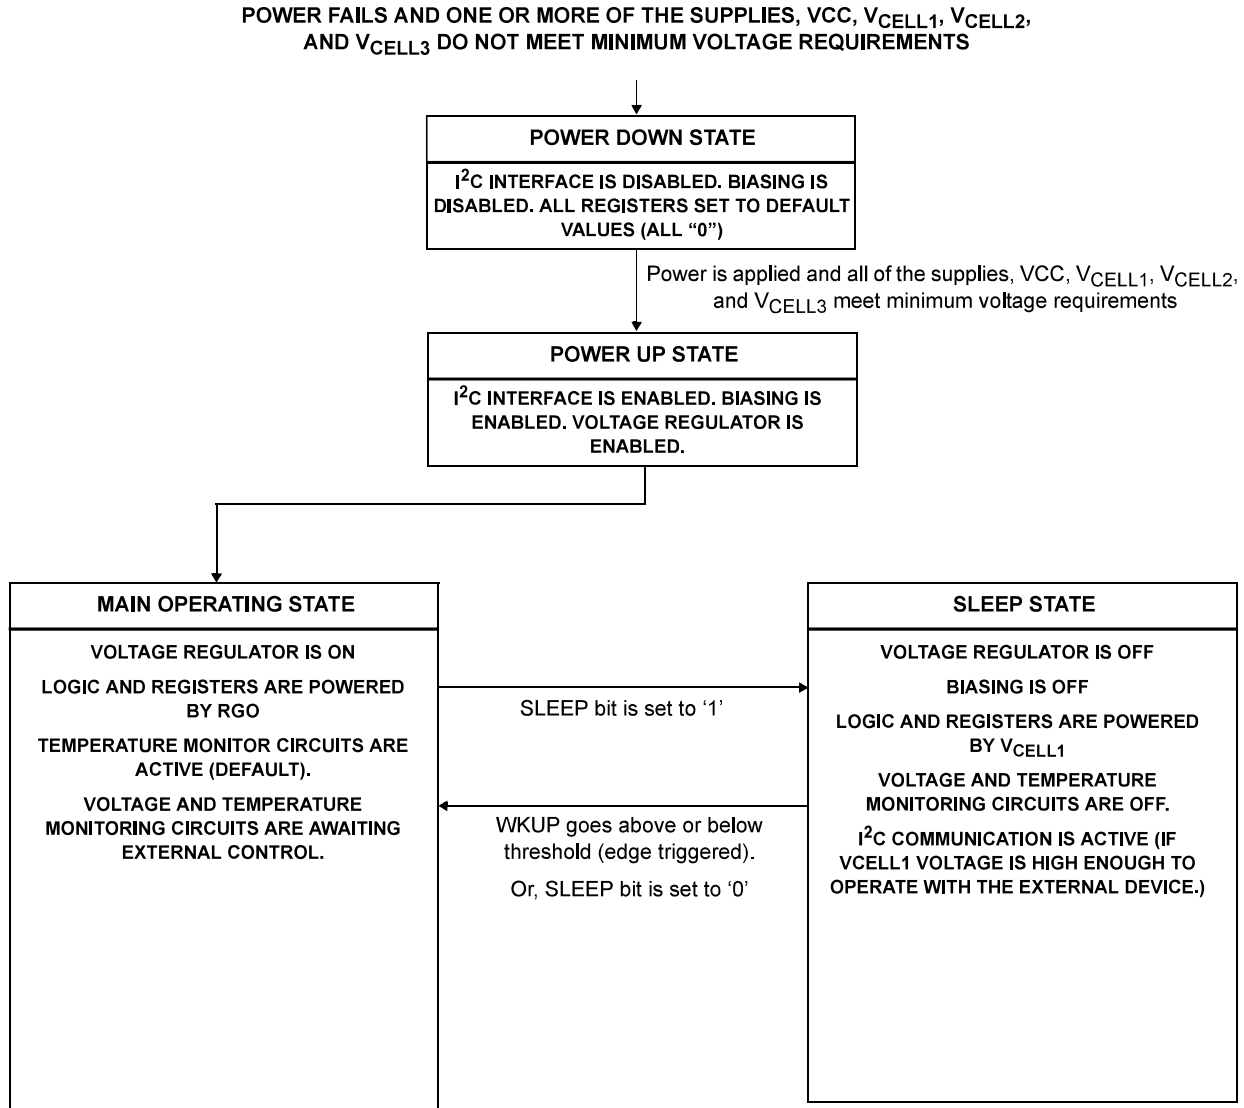 POWER FAILS AND ONE OR MORE OF THE SUPPLIES, VCC, VCELL1, VCELL2,
AND VCELL3 DO NOT MEET MINIMUM VOLTAGE REQUIREMENTS
POWER DOWN STATE
I2C INTERFACE IS DISABLED. BIASING IS
DISABLED. ALL REGISTERS SET TO DEFAULT
VALUES (ALL “0”)
Power is applied and all of the supplies, VCC, VCELL1, VCELL2,
and VCELL3 meet minimum voltage requirements
POWER UP STATE
I2C INTERFACE IS ENABLED. BIASING IS
ENABLED. VOLTAGE REGULATOR IS
ENABLED.
MAIN OPERATING STATE
VOLTAGE REGULATOR IS ON
LOGIC AND REGISTERS ARE POWERED
BY RGO
TEMPERATURE MONITOR CIRCUITS ARE
ACTIVE (DEFAULT).
VOLTAGE AND TEMPERATURE
MONITORING CIRCUITS ARE AWAITING
EXTERNAL CONTROL.
SLEEP bit is set to ‘1’
WKUP goes above or below
threshold (edge triggered).
Or, SLEEP bit is set to ‘0’
SLEEP STATE
VOLTAGE REGULATOR IS OFF
BIASING IS OFF
LOGIC AND REGISTERS ARE POWERED
BY VCELL1
VOLTAGE AND TEMPERATURE
MONITORING CIRCUITS ARE OFF.
I2C COMMUNICATION IS ACTIVE (IF
VCELL1 VOLTAGE IS HIGH ENOUGH TO
OPERATE WITH THE EXTERNAL DEVICE.)